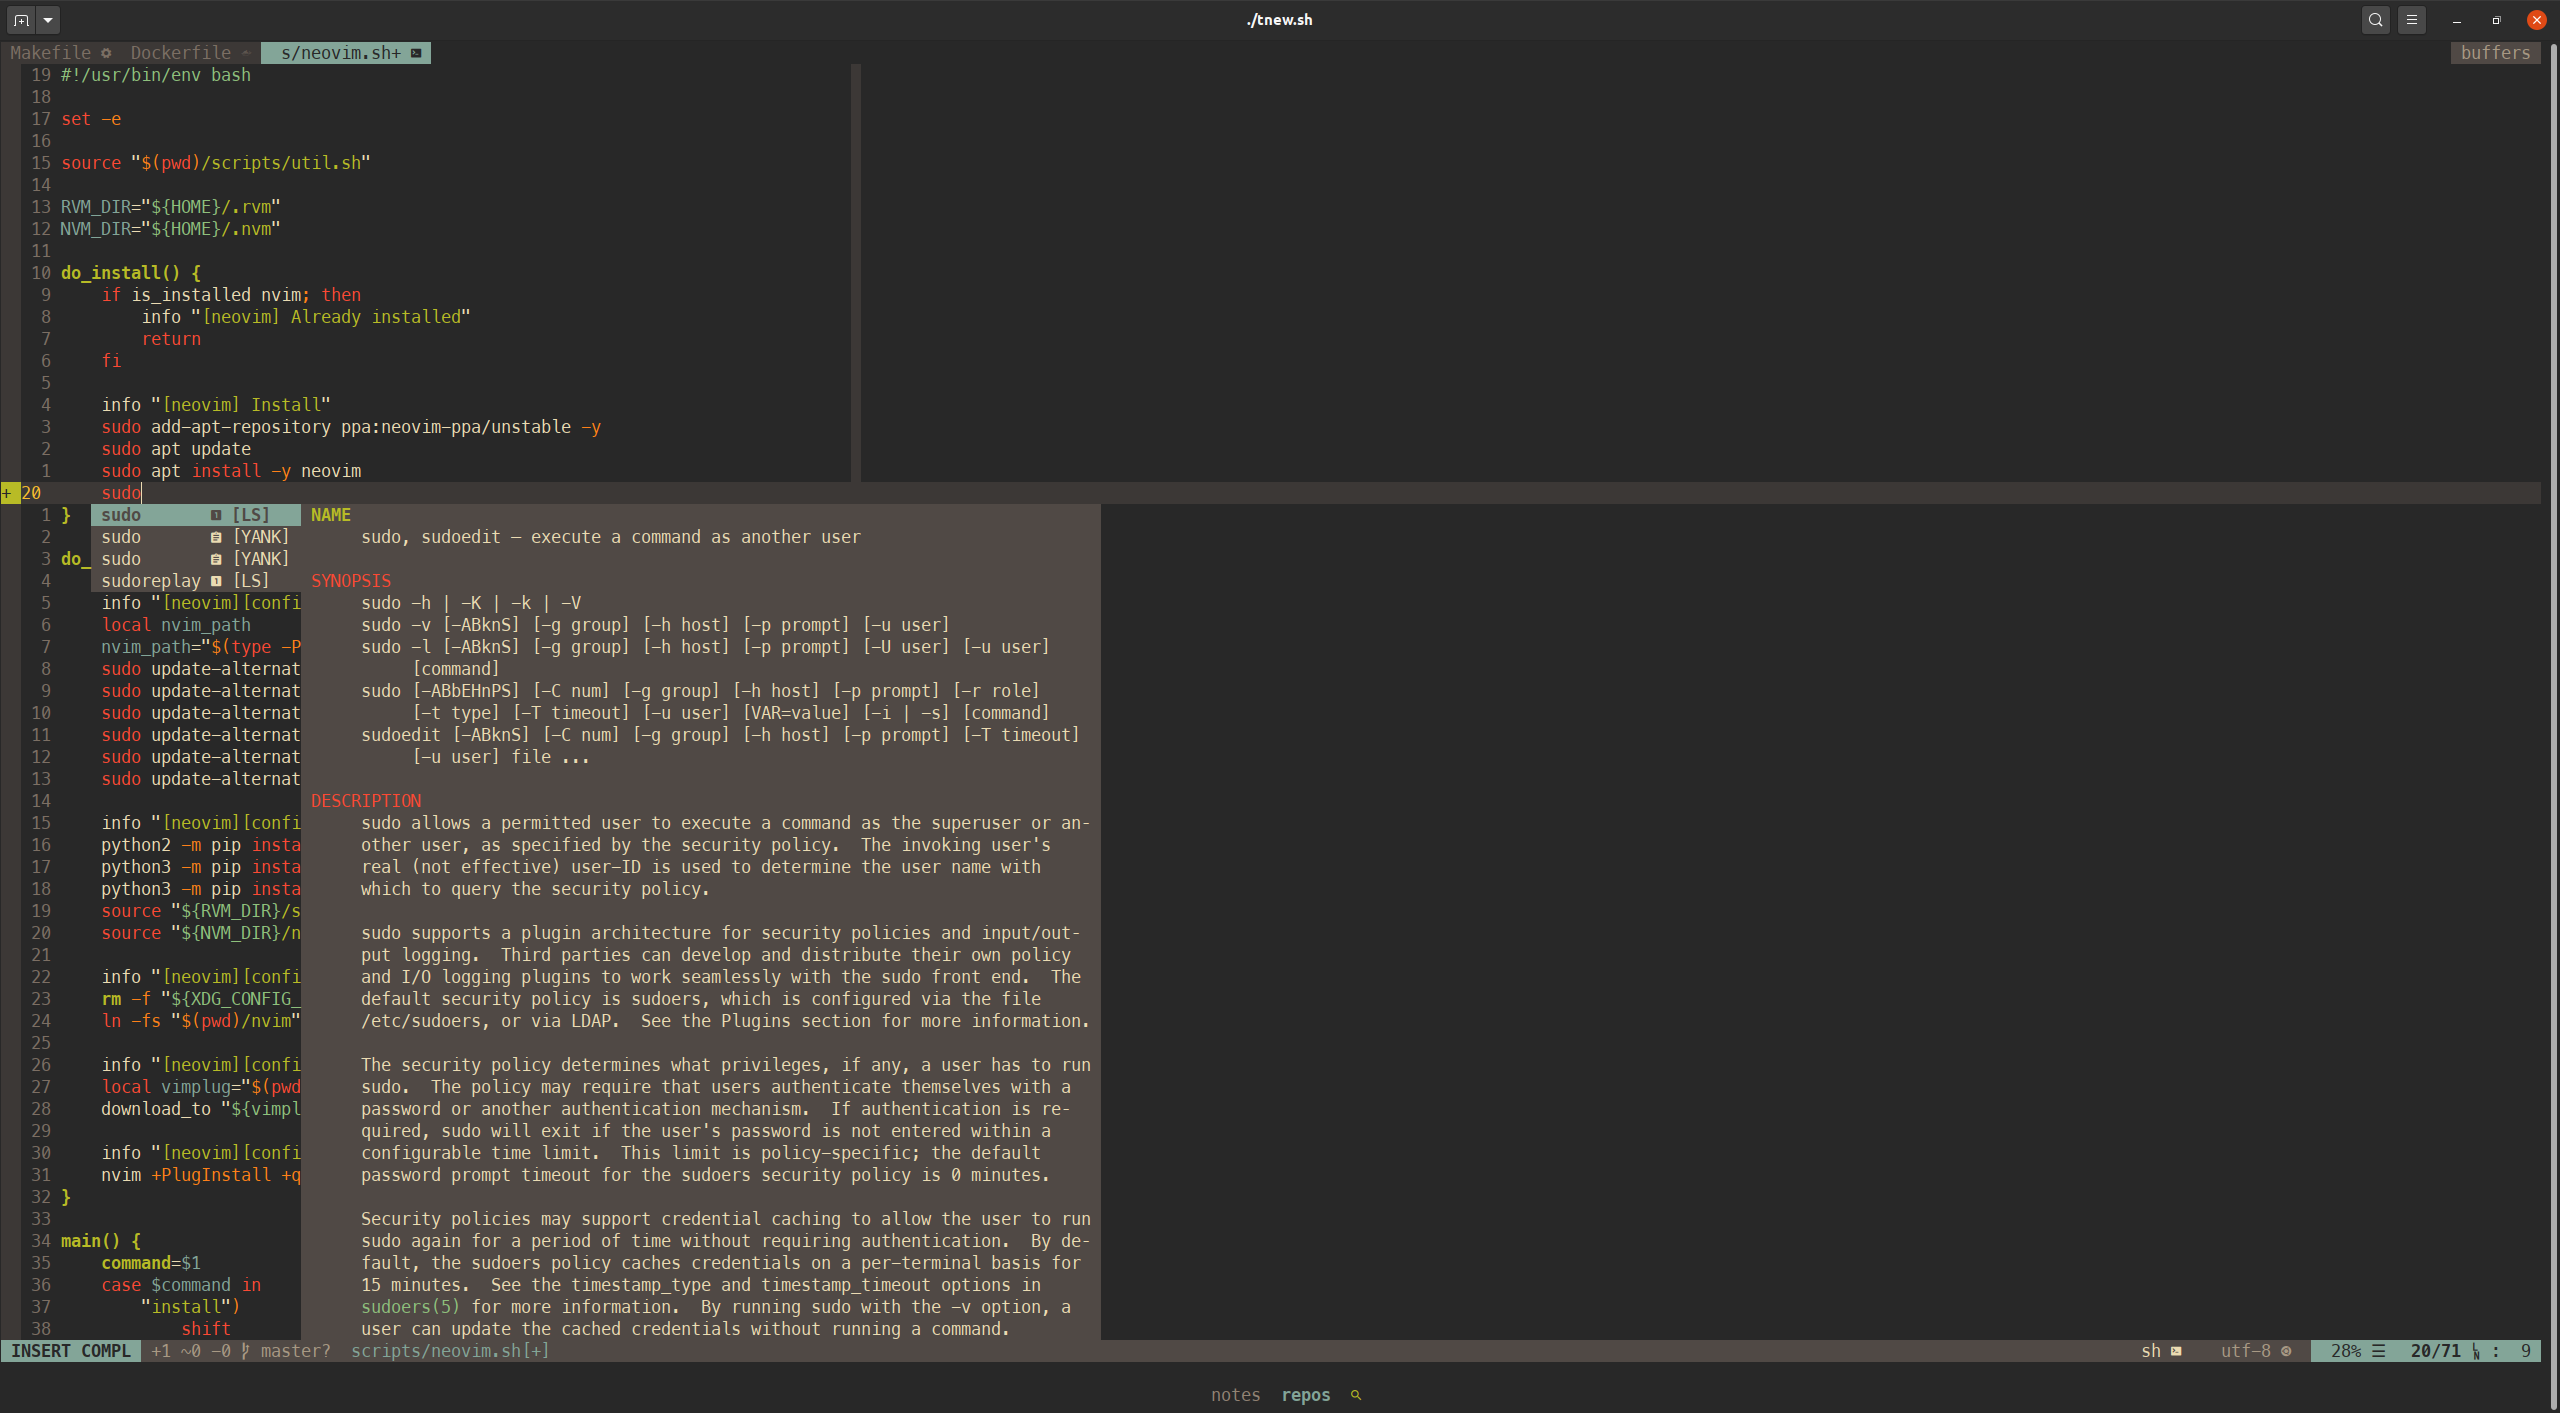 ./tnew.sh
Makefile Dockerfile s/neovim.sh+ buffers
19 #!/usr/bin/env bash
18
17 set -e
16
15 source "$(pwd)/scripts/util.sh"
14
13 RVM_DIR="${HOME}/.rvm"
12 NVM_DIR="${HOME}/.nvm"
11
10 do_install() {
9 if is_installed nvim; then
8 info "[neovim] Already installed"
7 return
6 fi
5
4 info "[neovim] Install"
3 sudo add-apt-repository ppa:neovim-ppa/unstable -y
2 sudo apt update
1 sudo apt install -y neovim
+ 20 sudo
1 } sudo [LS] NAME
2 sudo [YANK] sudo, sudoedit — execute a command as another user
3 do_ sudo [YANK]
4 sudoreplay [LS] SYNOPSIS
5 info "[neovim][confi sudo -h | -K | -k | -V
6 local nvim_path sudo -v [-ABknS] [-g group] [-h host] [-p prompt] [-u user]
7 nvim_path="$(type -P sudo -l [-ABknS] [-g group] [-h host] [-p prompt] [-U user] [-u user]
8 sudo update-alternat [command]
9 sudo update-alternat sudo [-ABbEHnPS] [-C num] [-g group] [-h host] [-p prompt] [-r role]
10 sudo update-alternat [-t type] [-T timeout] [-u user] [VAR=value] [-i | -s] [command]
11 sudo update-alternat sudoedit [-ABknS] [-C num] [-g group] [-h host] [-p prompt] [-T timeout]
12 sudo update-alternat [-u user] file ...
13 sudo update-alternat
14 DESCRIPTION
15 info "[neovim][confi sudo allows a permitted user to execute a command as the superuser or an-
16 python2 -m pip insta other user, as specified by the security policy. The invoking user's
17 python3 -m pip insta real (not effective) user-ID is used to determine the user name with
18 python3 -m pip insta which to query the security policy.
19 source "${RVM_DIR}/s
20 source "${NVM_DIR}/n sudo supports a plugin architecture for security policies and input/out-
21 put logging. Third parties can develop and distribute their own policy
22 info "[neovim][confi and I/O logging plugins to work seamlessly with the sudo front end. The
23 rm -f "${XDG_CONFIG_ default security policy is sudoers, which is configured via the file
24 ln -fs "$(pwd)/nvim" /etc/sudoers, or via LDAP. See the Plugins section for more information.
25
26 info "[neovim][confi The security policy determines what privileges, if any, a user has to run
27 local vimplug="$(pwd sudo. The policy may require that users authenticate themselves with a
28 download_to "${vimpl password or another authentication mechanism. If authentication is re-
29 quired, sudo will exit if the user's password is not entered within a
30 info "[neovim][confi configurable time limit. This limit is policy-specific; the default
31 nvim +PlugInstall +q password prompt timeout for the sudoers security policy is 0 minutes.
32 }
33 Security policies may support credential caching to allow the user to run
34 main() { sudo again for a period of time without requiring authentication. By de-
35 command=$1 fault, the sudoers policy caches credentials on a per-terminal basis for
36 case $command in 15 minutes. See the timestamp_type and timestamp_timeout options in
37 "install") sudoers(5) for more information. By running sudo with the -v option, a
38 shift user can update the cached credentials without running a command.
INSERT COMPL +1 ~0 -0 master? scripts/neovim.sh[+] sh utf-8 28% ☰ 20/71 : 9
notes repos